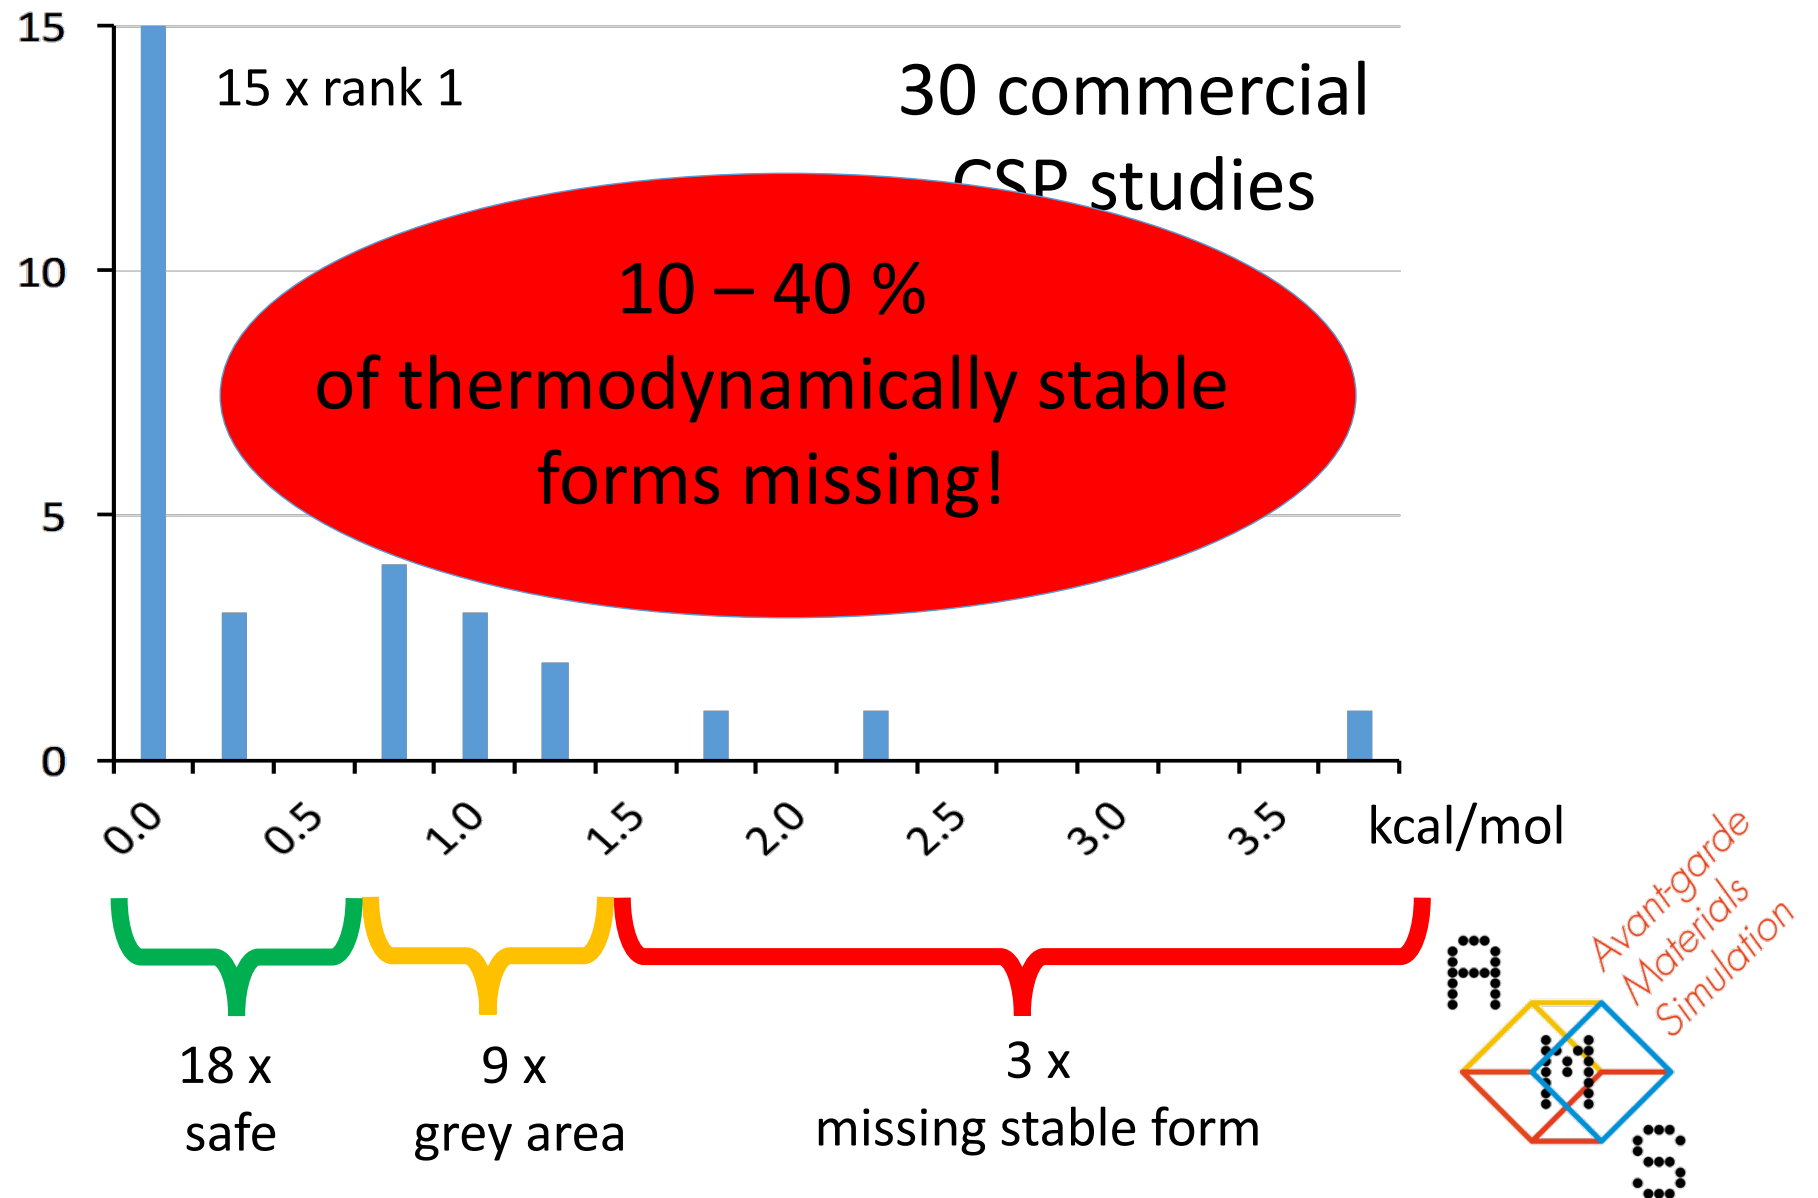 15
15 x rank 1
30 commercial
CSP studies
10
10 – 40 %
of thermodynamically stable
forms missing!
5
0
0.0 0.5 1.0 1.5 2.0 2.5 3.0 3.5 kcal/mol
18 x
safe
9 x
grey area
3 x
missing stable form
Avant-garde
Materials
Simulation
A
M
S